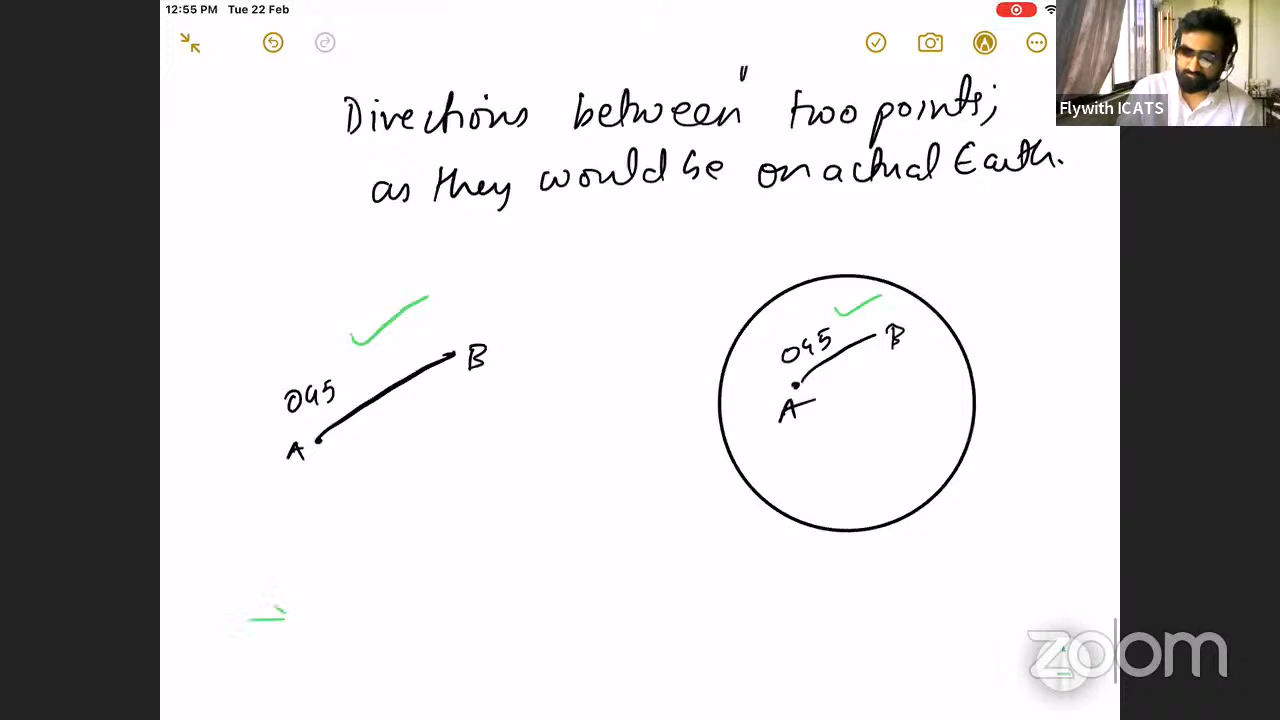 12:55 PM Tue 22 Feb
Flywith ICATS
Directions between" two points;
as they would be on actual Earth.
045
A
B
045
A
B
zoom